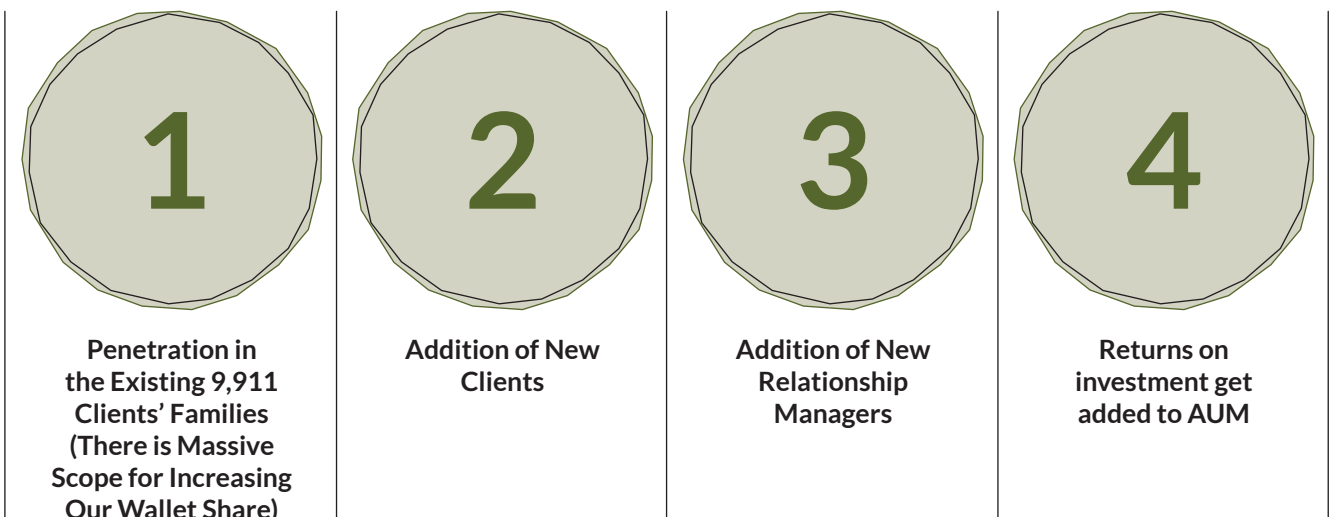 1
Penetration in
the Existing 9,911
Clients’ Families
(There is Massive
Scope for Increasing
Our Wallet Share)
2
Addition of New
Clients
3
Addition of New
Relationship
Managers
4
Returns on
investment get
added to AUM